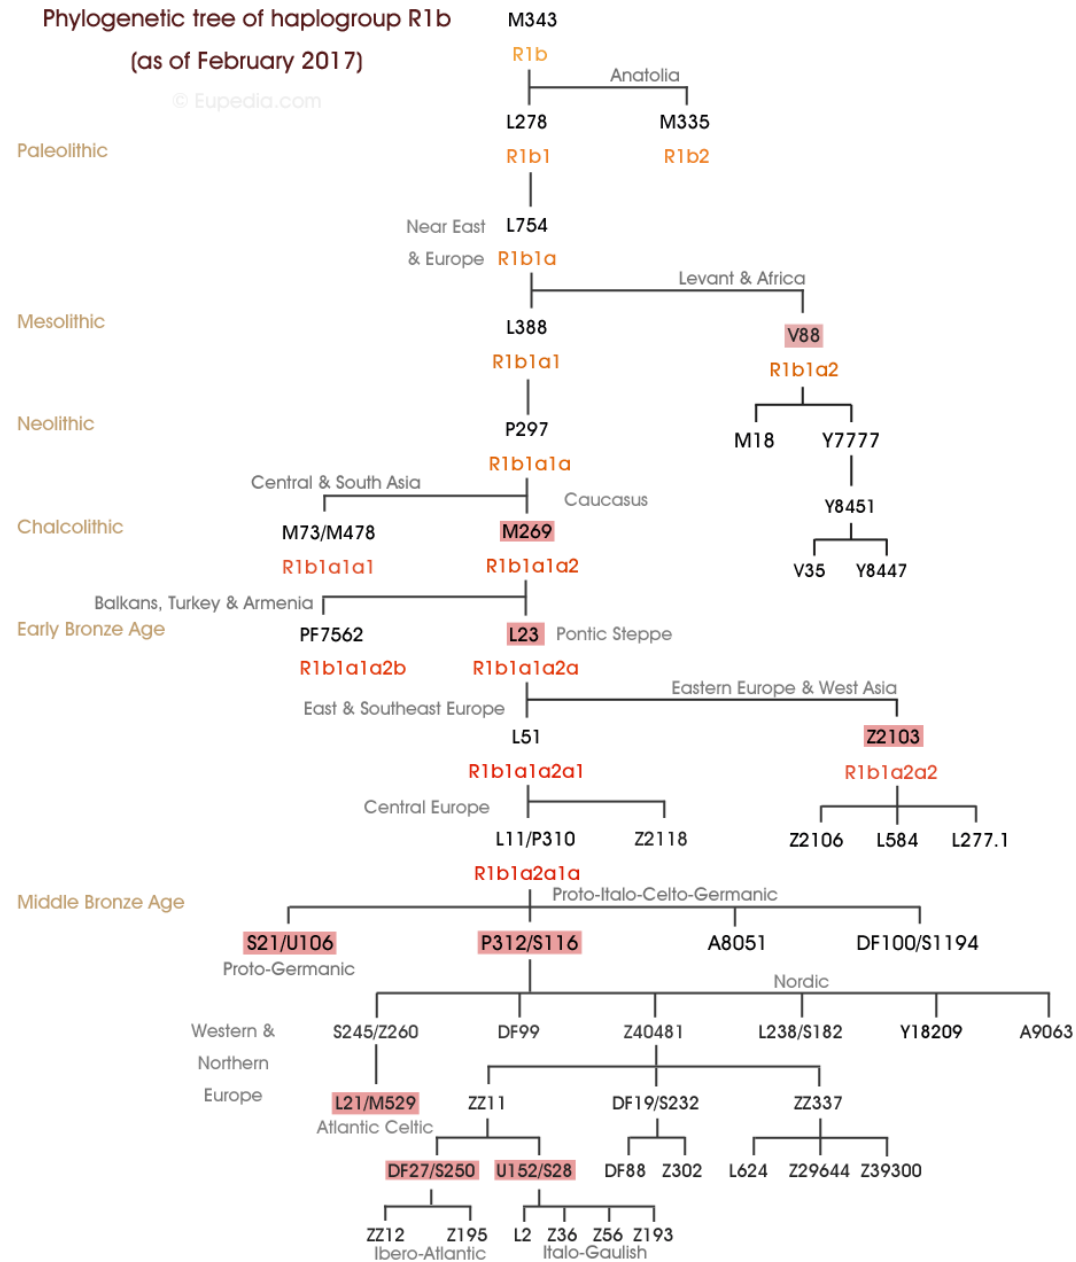 Phylogenetic tree of haplogroup R1b
(as of February 2017)
© Eupedia.com
M343
R1b
Anatolia
L278 M335
Paleolithic
R1b1 R1b2
Near East L754
& Europe R1b1a
Levant & Africa
Mesolithic
L388 V88
R1b1a1 R1b1a2
Neolithic
P297 M18 Y7777
R1b1a1a
Central & South Asia
Caucasus
Y8451
Chalcolithic
M73/M478 M269
R1b1a1a1 R1b1a1a2
V35 Y8447
Balkans, Turkey & Armenia
Early Bronze Age
PF7562 L23 Pontic Steppe
R1b1a1a2b R1b1a1a2a
Eastern Europe & West Asia
East & Southeast Europe
L51 Z2103
R1b1a1a2a1 R1b1a2a2
Central Europe
L11/P310 Z2118 Z2106 L584 L277.1
R1b1a2a1a
Middle Bronze Age
Proto-Italo-Celto-Germanic
S21/U106 P312/S116 A8051 DF100/S1194
Proto-Germanic
Nordic
Western & S245/Z260 DF99 Z40481 L238/S182 Y18209 A9063
Northern
Europe
L21/M529 ZZ11 DF19/S232 ZZ337
Atlantic Celtic
DF27/S250 U152/S28 DF88 Z302 L624 Z29644 Z39300
ZZ12 Z195 L2 Z36 Z56 Z193
Ibero-Atlantic Italo-Gaulish